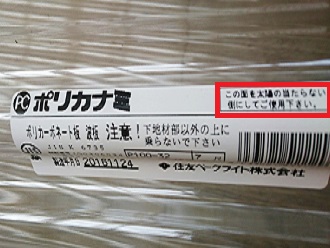 PC ポリカナミ
この面を太陽の当たらない
側にしてご使用下さい。
ポリカーボネート板 波板 注意! 下地材部以外の上に
乗らないで下さい
JIS K 6735
20151124 P100-32
住友ベークライト株式会社